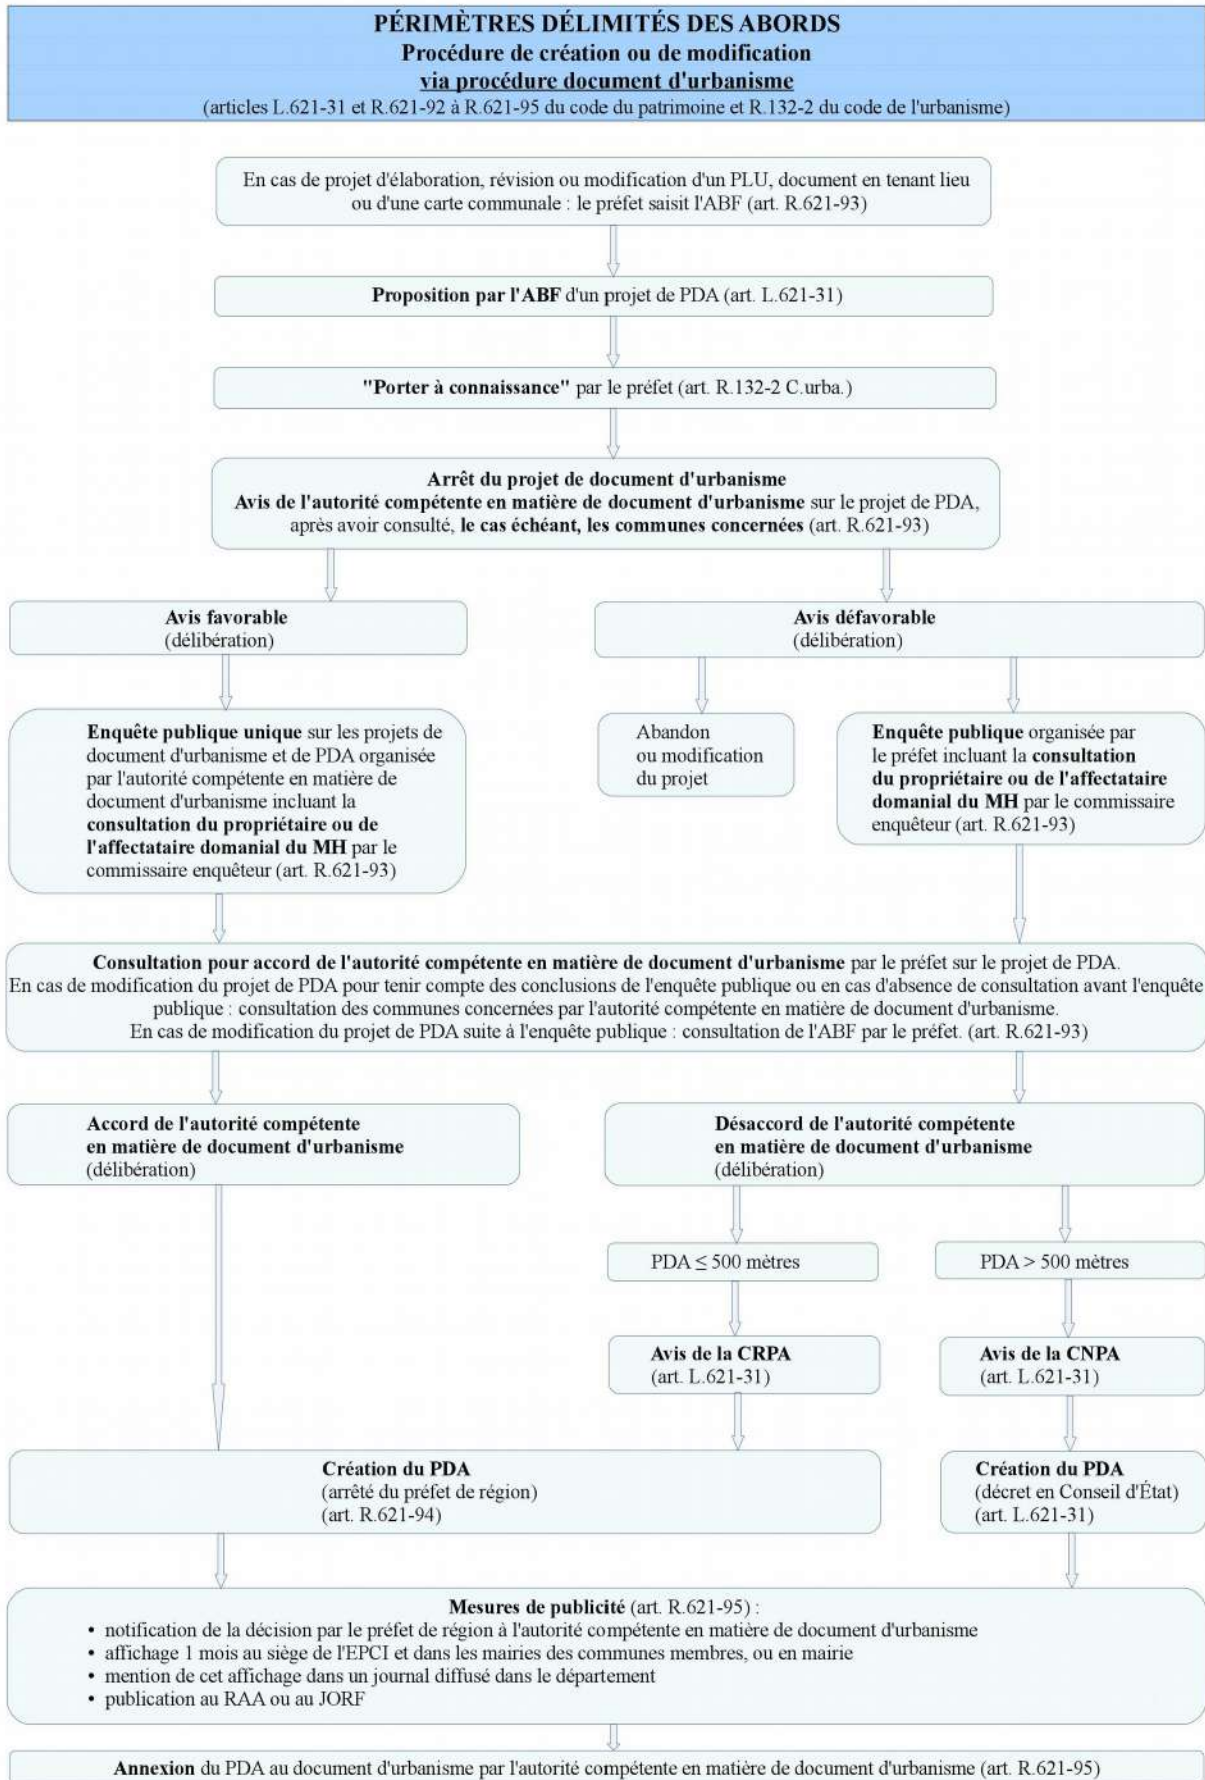 PÉRIMÈTRES DÉLIMITÉS DES ABORDS
Procédure de création ou de modification
via procédure document d'urbanisme
(articles L.621-31 et R.621-92 à R.621-95 du code du patrimoine et R.132-2 du code de l'urbanisme)
En cas de projet d'élaboration, révision ou modification d'un PLU, document en tenant lieu
ou d'une carte communale : le préfet saisit l'ABF (art. R.621-93)
Proposition par l'ABF d'un projet de PDA (art. L.621-31)
"Porter à connaissance" par le préfet (art. R.132-2 C.urba.)
Arrêt du projet de document d'urbanisme
Avis de l'autorité compétente en matière de document d'urbanisme sur le projet de PDA,
après avoir consulté, le cas échéant, les communes concernées (art. R.621-93)
Avis favorable
(délibération)
Avis défavorable
(délibération)
Enquête publique unique sur les projets de
document d'urbanisme et de PDA organisée
par l'autorité compétente en matière de
document d'urbanisme incluant la
consultation du propriétaire ou de
l'affectataire domanial du MH par le
commissaire enquêteur (art. R.621-93)
Abandon
ou modification
du projet
Enquête publique organisée par
le préfet incluant la consultation
du propriétaire ou de l'affectataire
domanial du MH par le commissaire
enquêteur (art. R.621-93)
Consultation pour accord de l'autorité compétente en matière de document d'urbanisme par le préfet sur le projet de PDA.
En cas de modification du projet de PDA pour tenir compte des conclusions de l'enquête publique ou en cas d'absence de consultation avant l'enquête
publique : consultation des communes concernées par l'autorité compétente en matière de document d'urbanisme.
En cas de modification du projet de PDA suite à l'enquête publique : consultation de l'ABF par le préfet. (art. R.621-93)
Accord de l'autorité compétente
en matière de document d'urbanisme
(délibération)
Désaccord de l'autorité compétente
en matière de document d'urbanisme
(délibération)
PDA ≤ 500 mètres
PDA > 500 mètres
Avis de la CRPA
(art. L.621-31)
Avis de la CNPA
(art. L.621-31)
Création du PDA
(arrêté du préfet de région)
(art. R.621-94)
Création du PDA
(décret en Conseil d'État)
(art. L.621-31)
Mesures de publicité (art. R.621-95) :
• notification de la décision par le préfet de région à l'autorité compétente en matière de document d'urbanisme
• affichage 1 mois au siège de l'EPCI et dans les mairies des communes membres, ou en mairie
• mention de cet affichage dans un journal diffusé dans le département
• publication au RAA ou au JORF
Annexion du PDA au document d'urbanisme par l'autorité compétente en matière de document d'urbanisme (art. R.621-95)